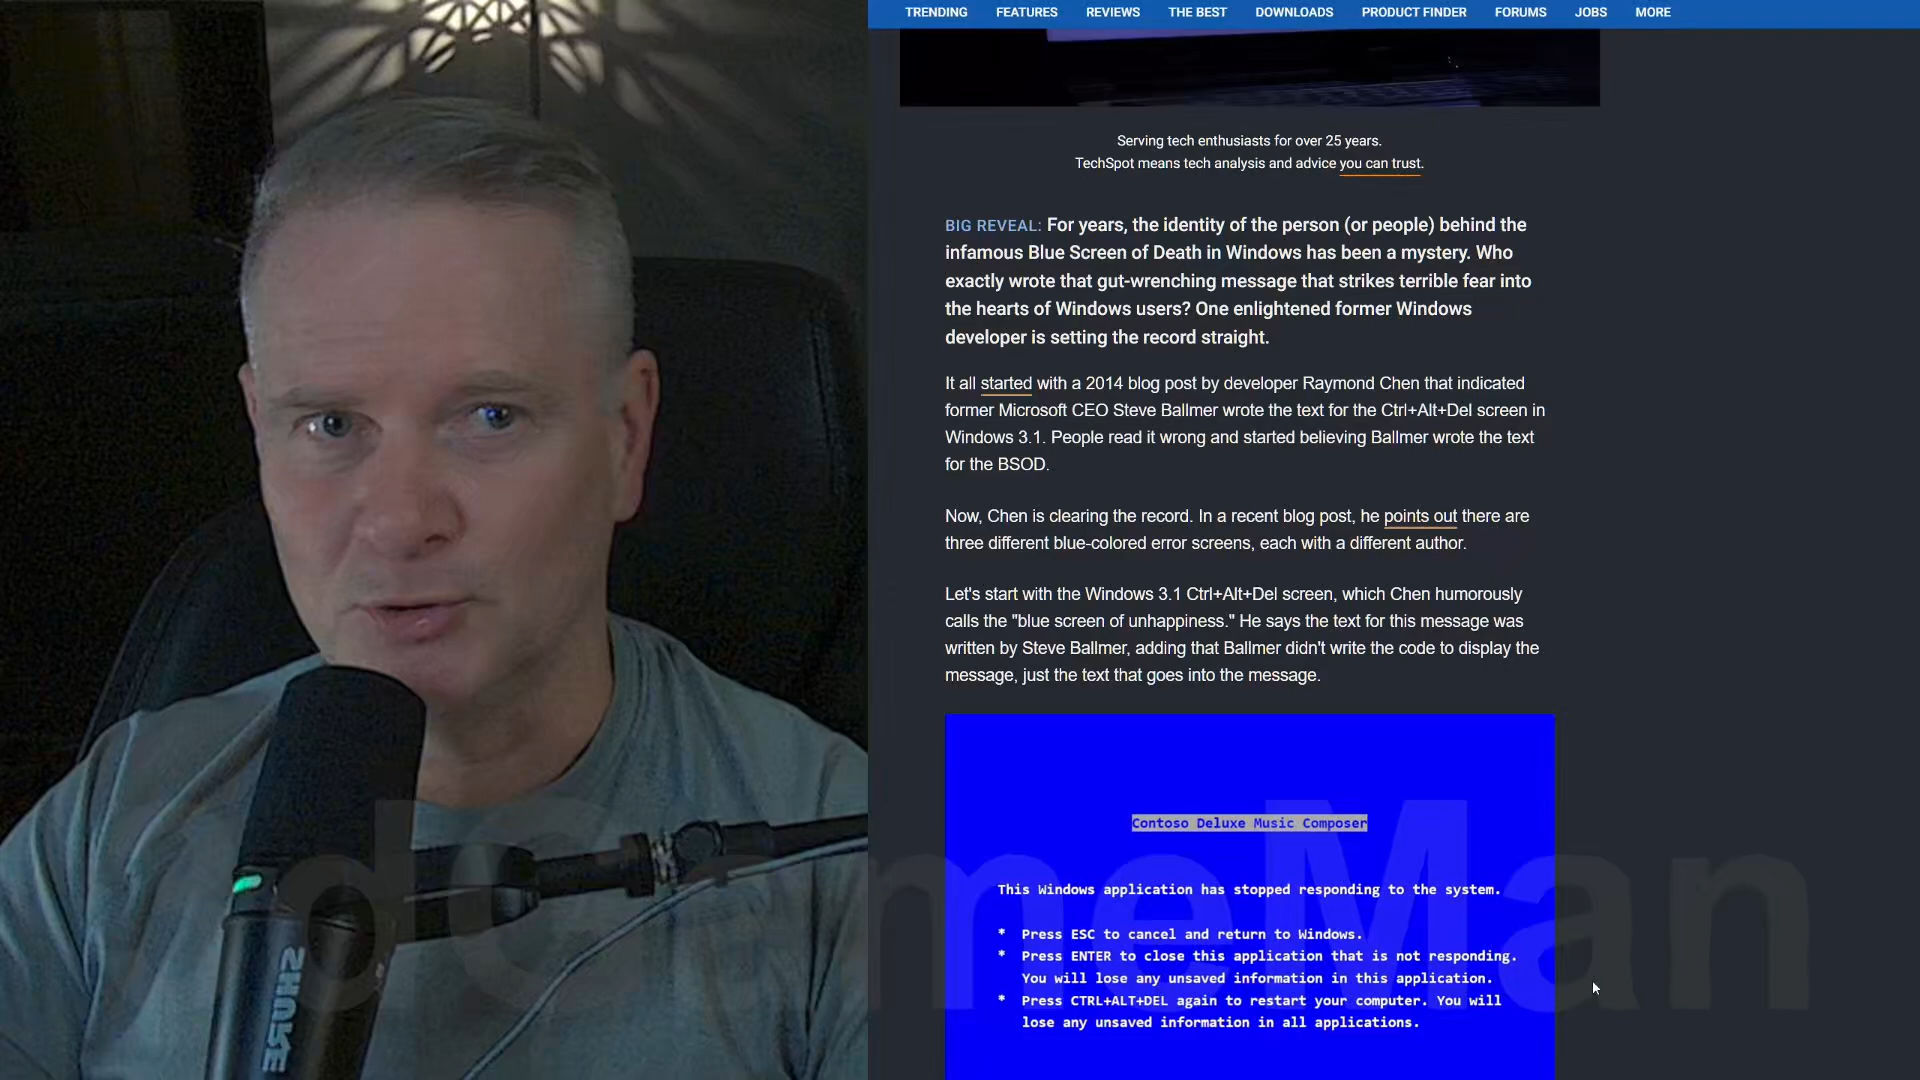 TRENDING FEATURES REVIEWS THE BEST DOWNLOADS PRODUCT FINDER FORUMS JOBS MORE
Serving tech enthusiasts for over 25 years.
TechSpot means tech analysis and advice you can trust.
BIG REVEAL: For years, the identity of the person (or people) behind the
infamous Blue Screen of Death in Windows has been a mystery. Who
exactly wrote that gut-wrenching message that strikes terrible fear into
the hearts of Windows users? One enlightened former Windows
developer is setting the record straight.
It all started with a 2014 blog post by developer Raymond Chen that indicated
former Microsoft CEO Steve Ballmer wrote the text for the Ctrl+Alt+Del screen in
Windows 3.1. People read it wrong and started believing Ballmer wrote the text
for the BSOD.
Now, Chen is clearing the record. In a recent blog post, he points out there are
three different blue-colored error screens, each with a different author.
Let's start with the Windows 3.1 Ctrl+Alt+Del screen, which Chen humorously
calls the "blue screen of unhappiness." He says the text for this message was
written by Steve Ballmer, adding that Ballmer didn't write the code to display the
message, just the text that goes into the message.
Contoso Deluxe Music Composer
This Windows application has stopped responding to the system.
* Press ESC to cancel and return to Windows.
* Press ENTER to close this application that is not responding.
You will lose any unsaved information in this application.
* Press CTRL+ALT+DEL again to restart your computer. You will
lose any unsaved information in all applications.
SHURE